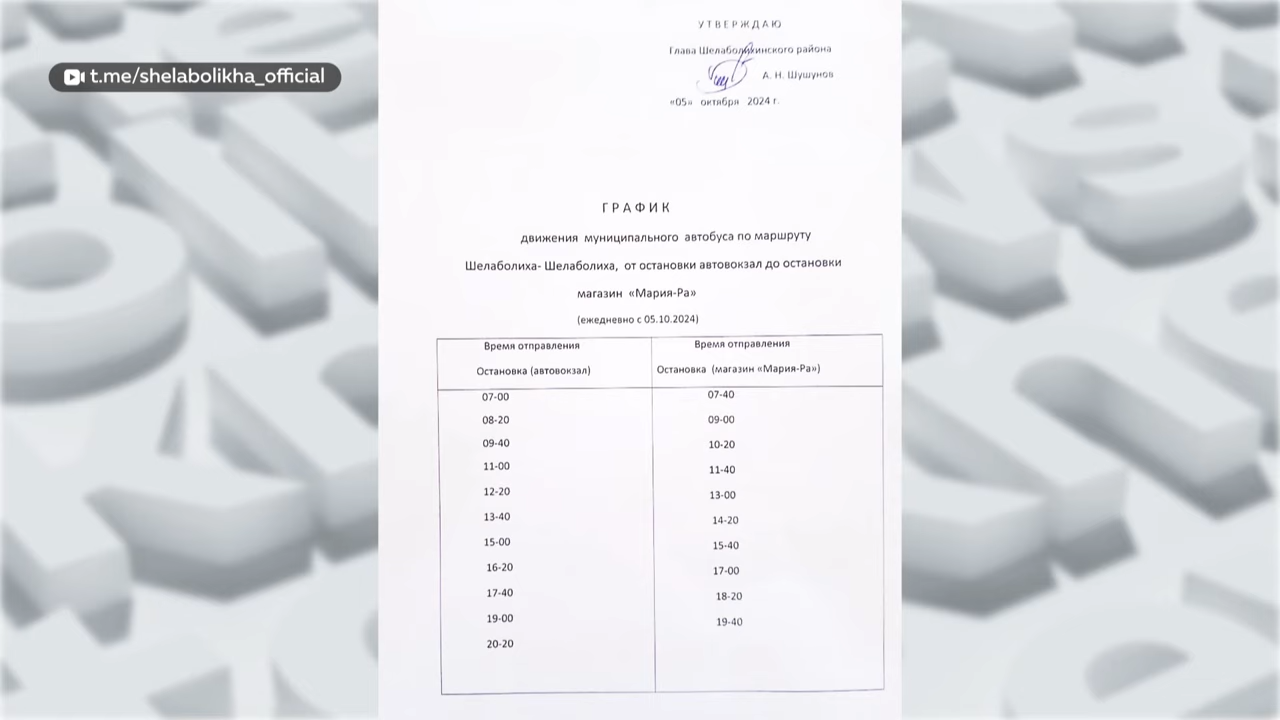 t.me/shelabolikha_official
УТВЕРЖДАЮ
Глава Шелаболихинского района
А. Н. Шушунов
«05» октября 2024 г.
ГРАФИК
движения муниципального автобуса по маршруту
Шелаболиха- Шелаболиха, от остановки автовокзал до остановки
магазин «Мария-Ра»
(ежедневно с 05.10.2024)
Время отправления Время отправления
Остановка (автовокзал) Остановка (магазин «Мария-Ра»)
07-00 07-40
08-20 09-00
09-40 10-20
11-00 11-40
12-20 13-00
13-40 14-20
15-00 15-40
16-20 17-00
17-40 18-20
19-00 19-40
20-20